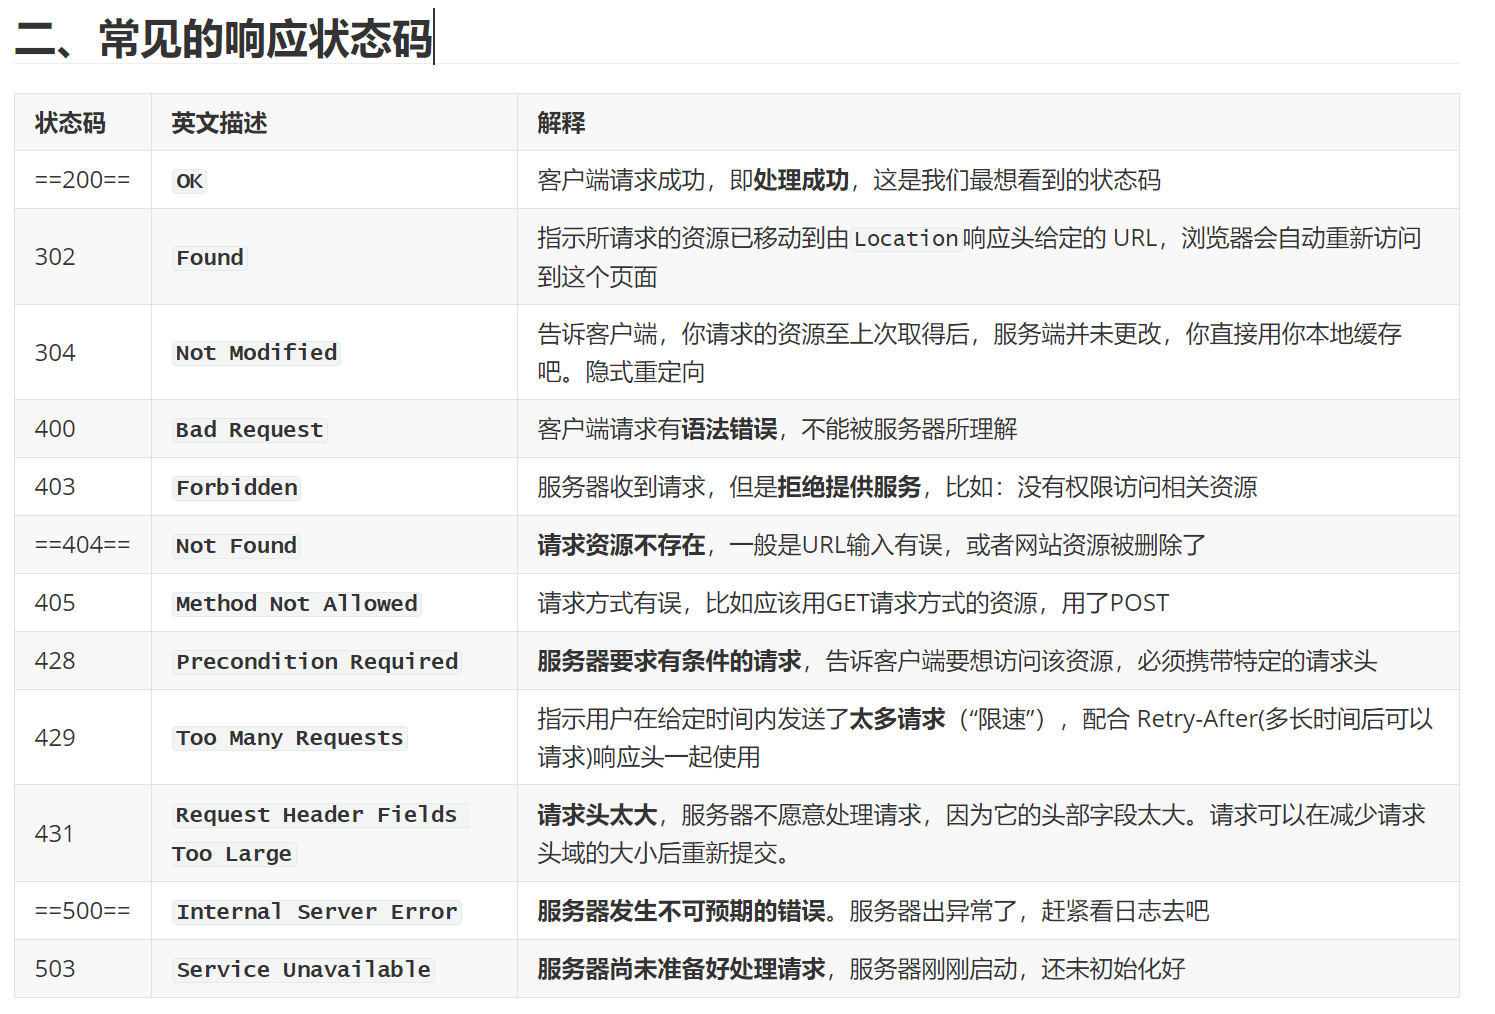 二、常见的响应状态码
状态码 英文描述 解释
==200== OK 客户端请求成功，即处理成功，这是我们最想看到的状态码
302 Found 指示所请求的资源已移动到由Location响应头给定的 URL，浏览器会自动重新访问
到这个页面
304 Not Modified 告诉客户端，你请求的资源至上次取得后，服务端并未更改，你直接用你本地缓存
吧。隐式重定向
400 Bad Request 客户端请求有语法错误，不能被服务器所理解
403 Forbidden 服务器收到请求，但是拒绝提供服务，比如：没有权限访问相关资源
==404== Not Found 请求资源不存在，一般是URL输入有误，或者网站资源被删除了
405 Method Not Allowed 请求方式有误，比如应该用GET请求方式的资源，用了POST
428 Precondition Required 服务器要求有条件的请求，告诉客户端要想访问该资源，必须携带特定的请求头
429 Too Many Requests 指示用户在给定时间内发送了太多请求（“限速”），配合 Retry-After(多长时间后可以
请求)响应头一起使用
431 Request Header Fields 请求头太大，服务器不愿意处理请求，因为它的头部字段太大。请求可以在减少请求
Too Large 头域的大小后重新提交。
==500== Internal Server Error 服务器发生不可预期的错误。服务器出异常了，赶紧看日志去吧
503 Service Unavailable 服务器尚未准备好处理请求，服务器刚刚启动，还未初始化好